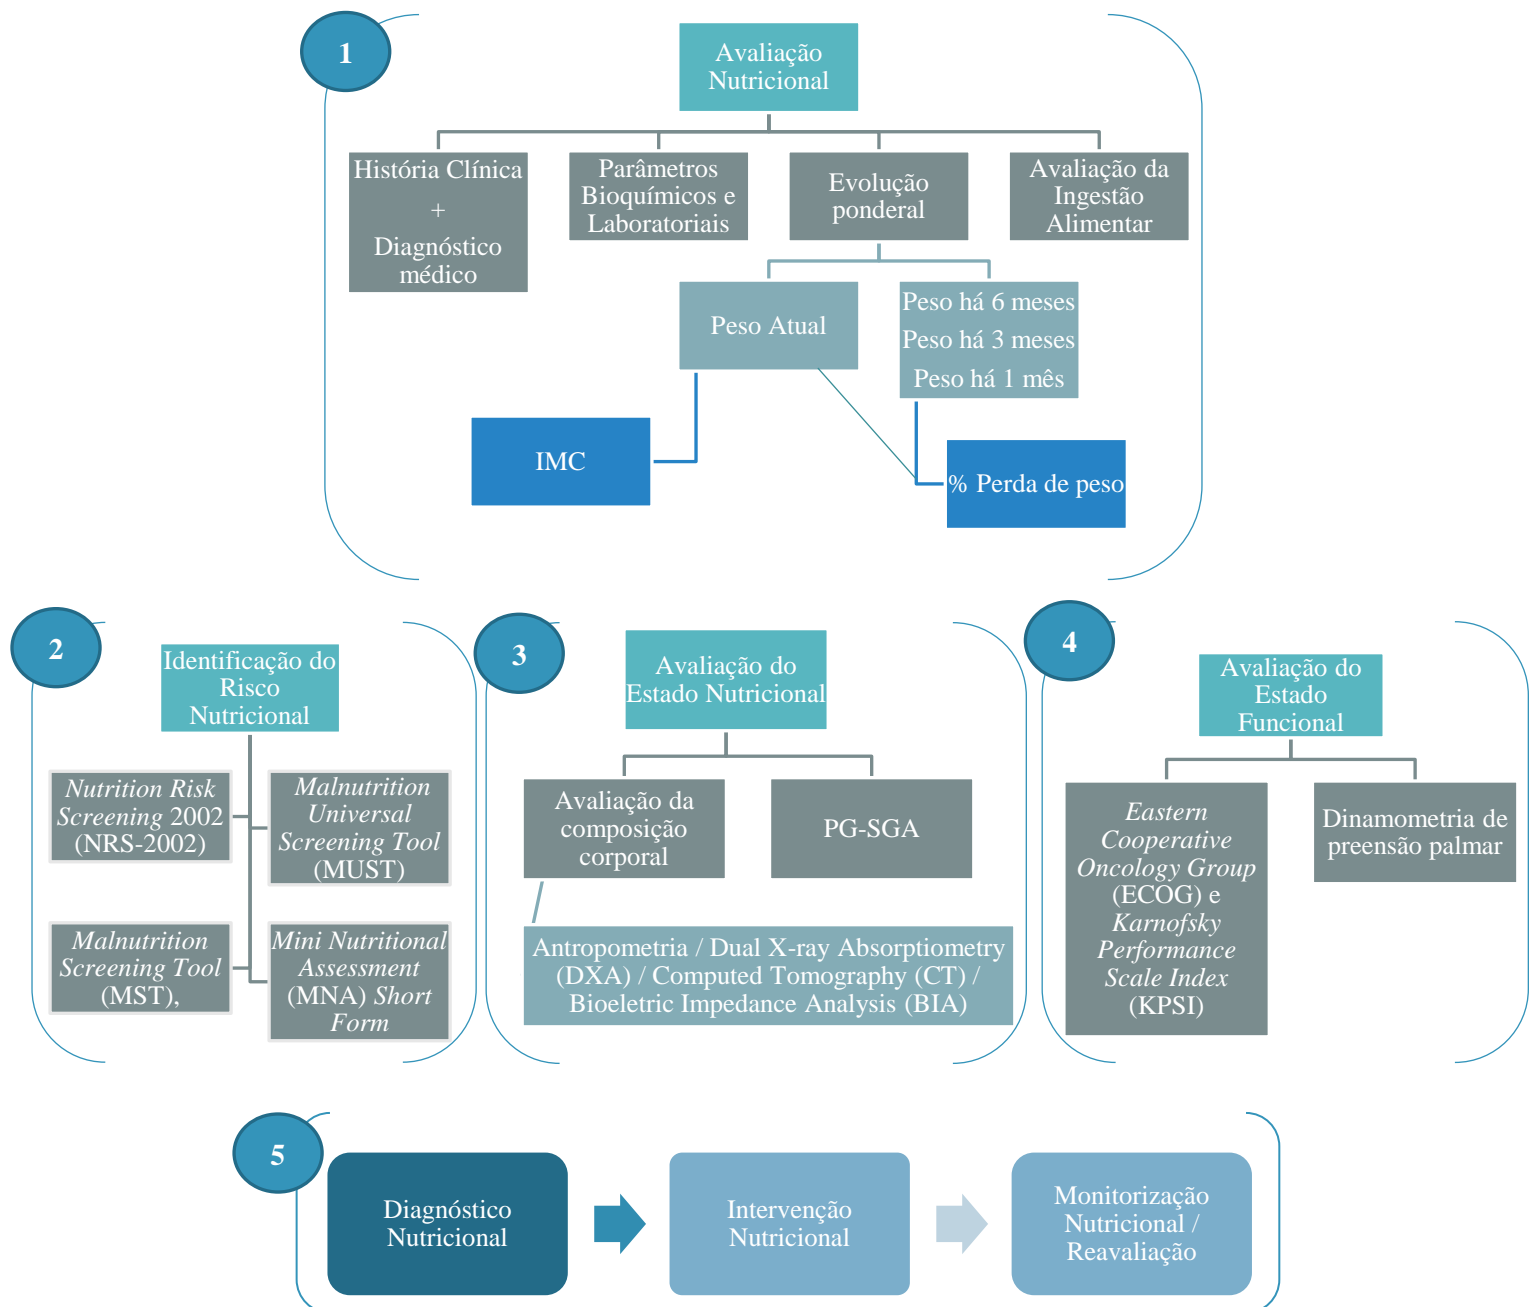 1
Avaliação
Nutricional
História Clínica
+
Diagnóstico
médico
Parâmetros
Bioquímicos e
Laboratoriais
Evolução
ponderal
Avaliação da
Ingestão
Alimentar
Peso Atual
Peso há 6 meses
Peso há 3 meses
Peso há 1 mês
IMC
% Perda de peso
2
Identificação do
Risco
Nutricional
Nutrition Risk
Screening 2002
(NRS-2002)
Malnutrition
Universal
Screening Tool
(MUST)
Malnutrition
Screening Tool
(MST),
Mini Nutritional
Assessment
(MNA) Short
Form
3
Avaliação do
Estado Nutricional
Avaliação da
composição
corporal
PG-SGA
Antropometria / Dual X-ray Absorptiometry
(DXA) / Computed Tomography (CT) /
Bioeletric Impedance Analysis (BIA)
4
Avaliação do
Estado
Funcional
Eastern
Cooperative
Oncology Group
(ECOG) e
Karnofsky
Performance
Scale Index
(KPSI)
Dinamometria de
preensão palmar
5
Diagnóstico
Nutricional
Intervenção
Nutricional
Monitorização
Nutricional /
Reavaliação